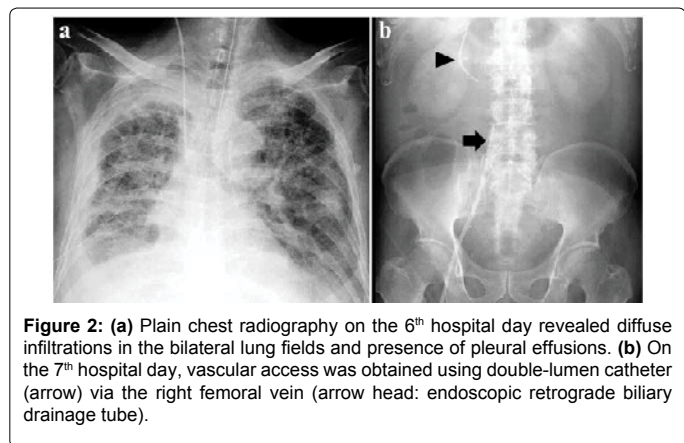 a
b
Figure 2: (a) Plain chest radiography on the 6th hospital day revealed diffuse
infiltrations in the bilateral lung fields and presence of pleural effusions. (b) On
the 7th hospital day, vascular access was obtained using double-lumen catheter
(arrow) via the right femoral vein (arrow head: endoscopic retrograde biliary
drainage tube).